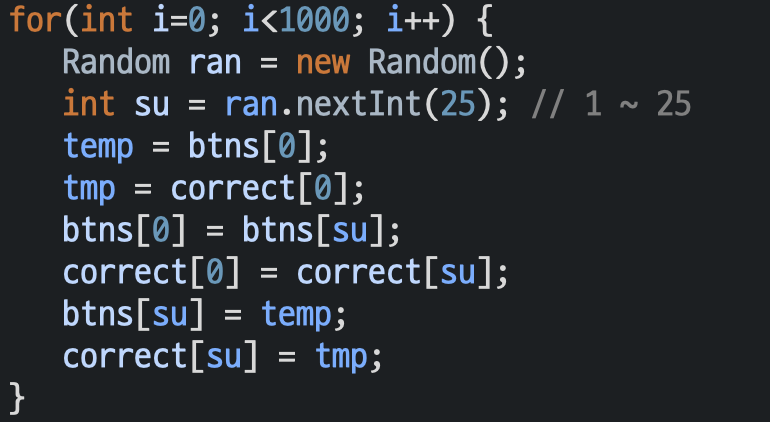 for(int i=0; i<1000; i++) {
Random ran = new Random();
int su = ran.nextInt(25); // 1 ~ 25
temp = btns[0];
tmp = correct[0];
btns[0] = btns[su];
correct[0] = correct[su];
btns[su] = temp;
correct[su] = tmp;
}